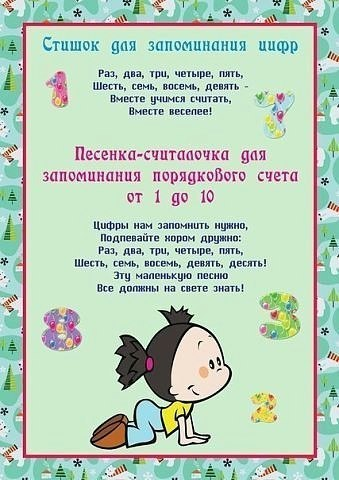 Стишок для запоминания цифр
Раз, два, три, четыре, пять,
Шесть, семь, восемь, девять -
Вместе учимся считать,
Вместе веселее!
1
7
Песенка-считалочка для
запоминания порядкового счета
от 1 до 10
Цифры нам запомнить нужно,
Подпевайте хором дружно:
Раз, два, три, четыре, пять,
Шесть, семь, восемь, девять, десять!
Эту маленькую песню
Все должны на свете знать!
8
3
2